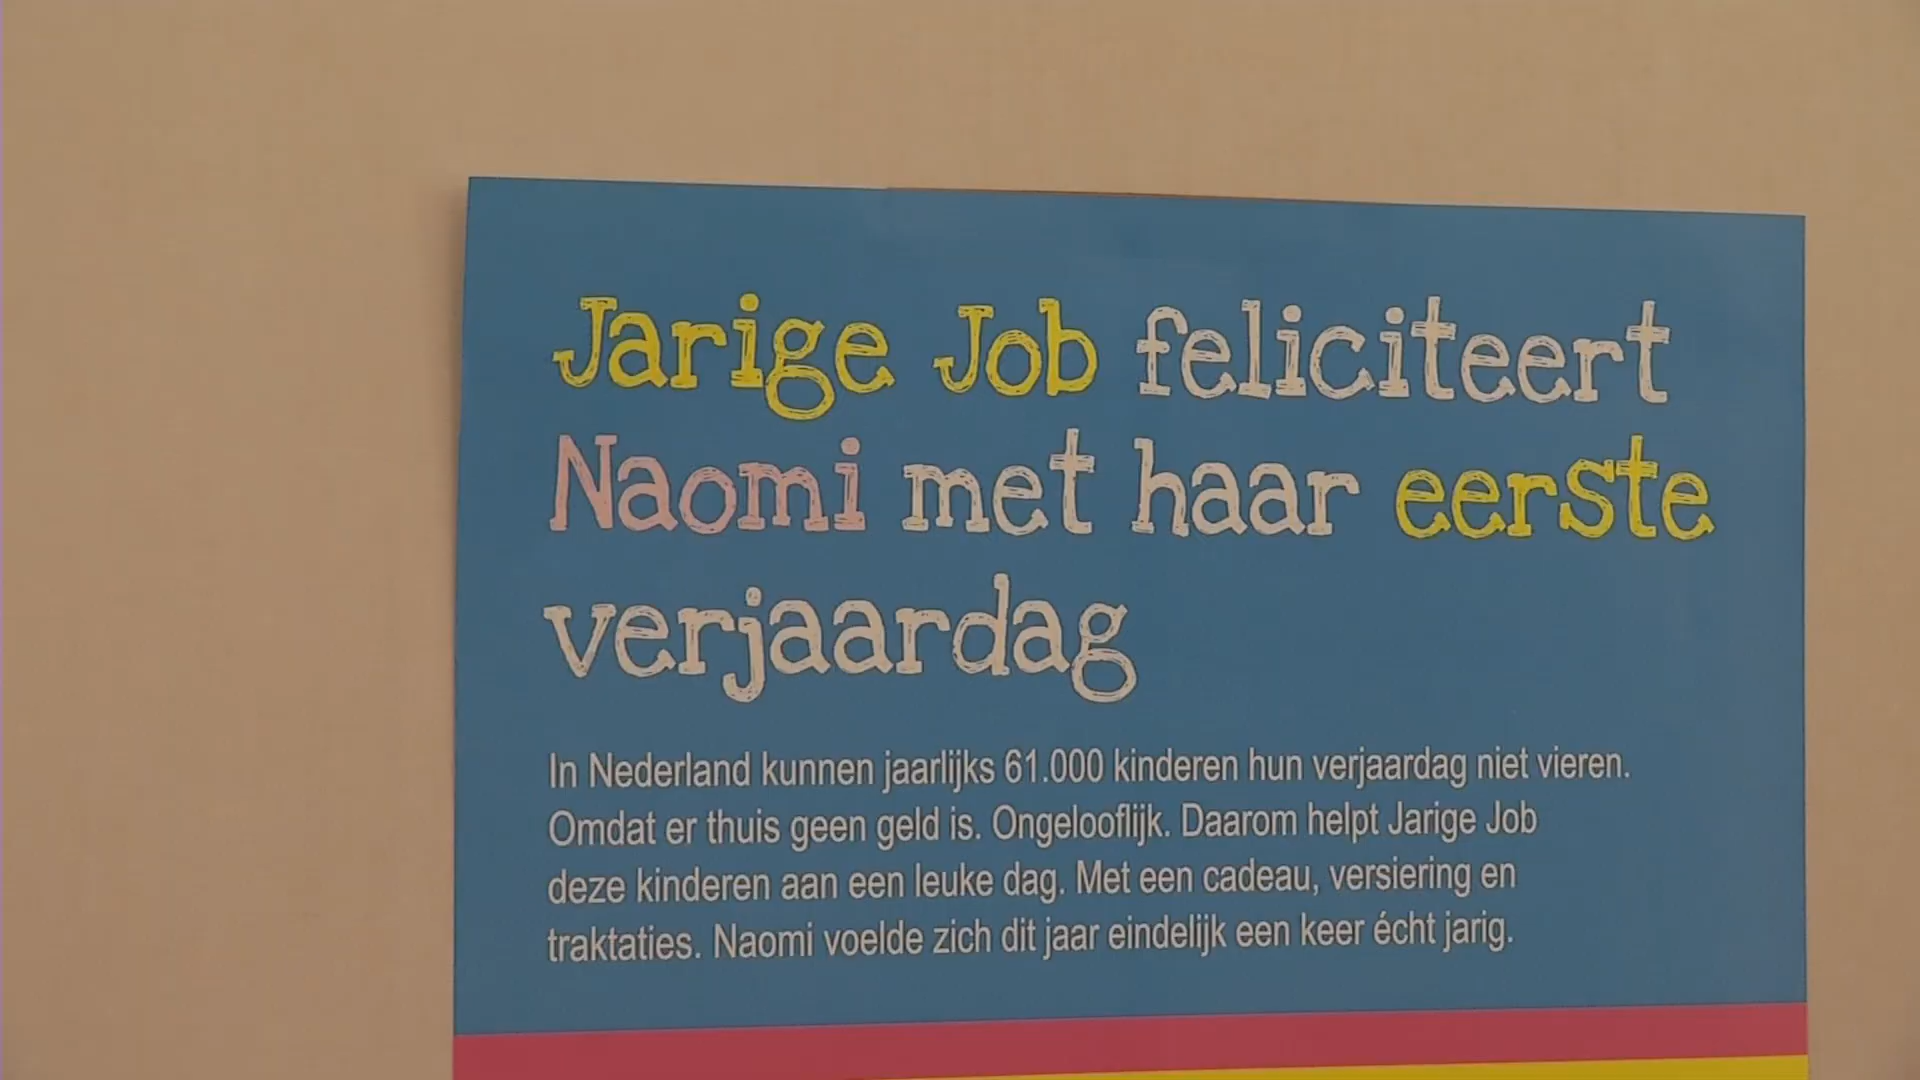 Jarige Job feliciteert
Naomi met haar eerste
verjaardag
In Nederland kunnen jaarlijks 61.000 kinderen hun verjaardag niet vieren.
Omdat er thuis geen geld is. Ongelooflijk. Daarom helpt Jarige Job
deze kinderen aan een leuke dag. Met een cadeau, versiering en
traktaties. Naomi voelde zich dit jaar eindelijk een keer écht jarig.